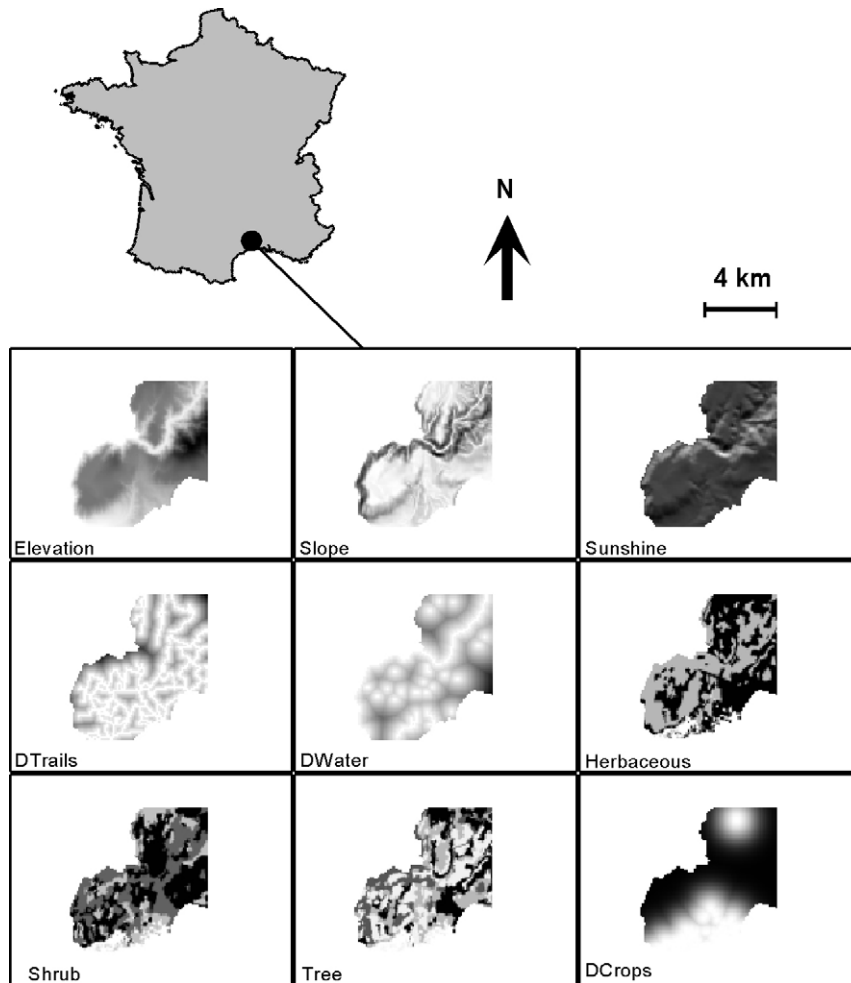 N
4 km
Elevation
Slope
Sunshine
DTrails
DWater
Herbaceous
Shrub
Tree
DCrops